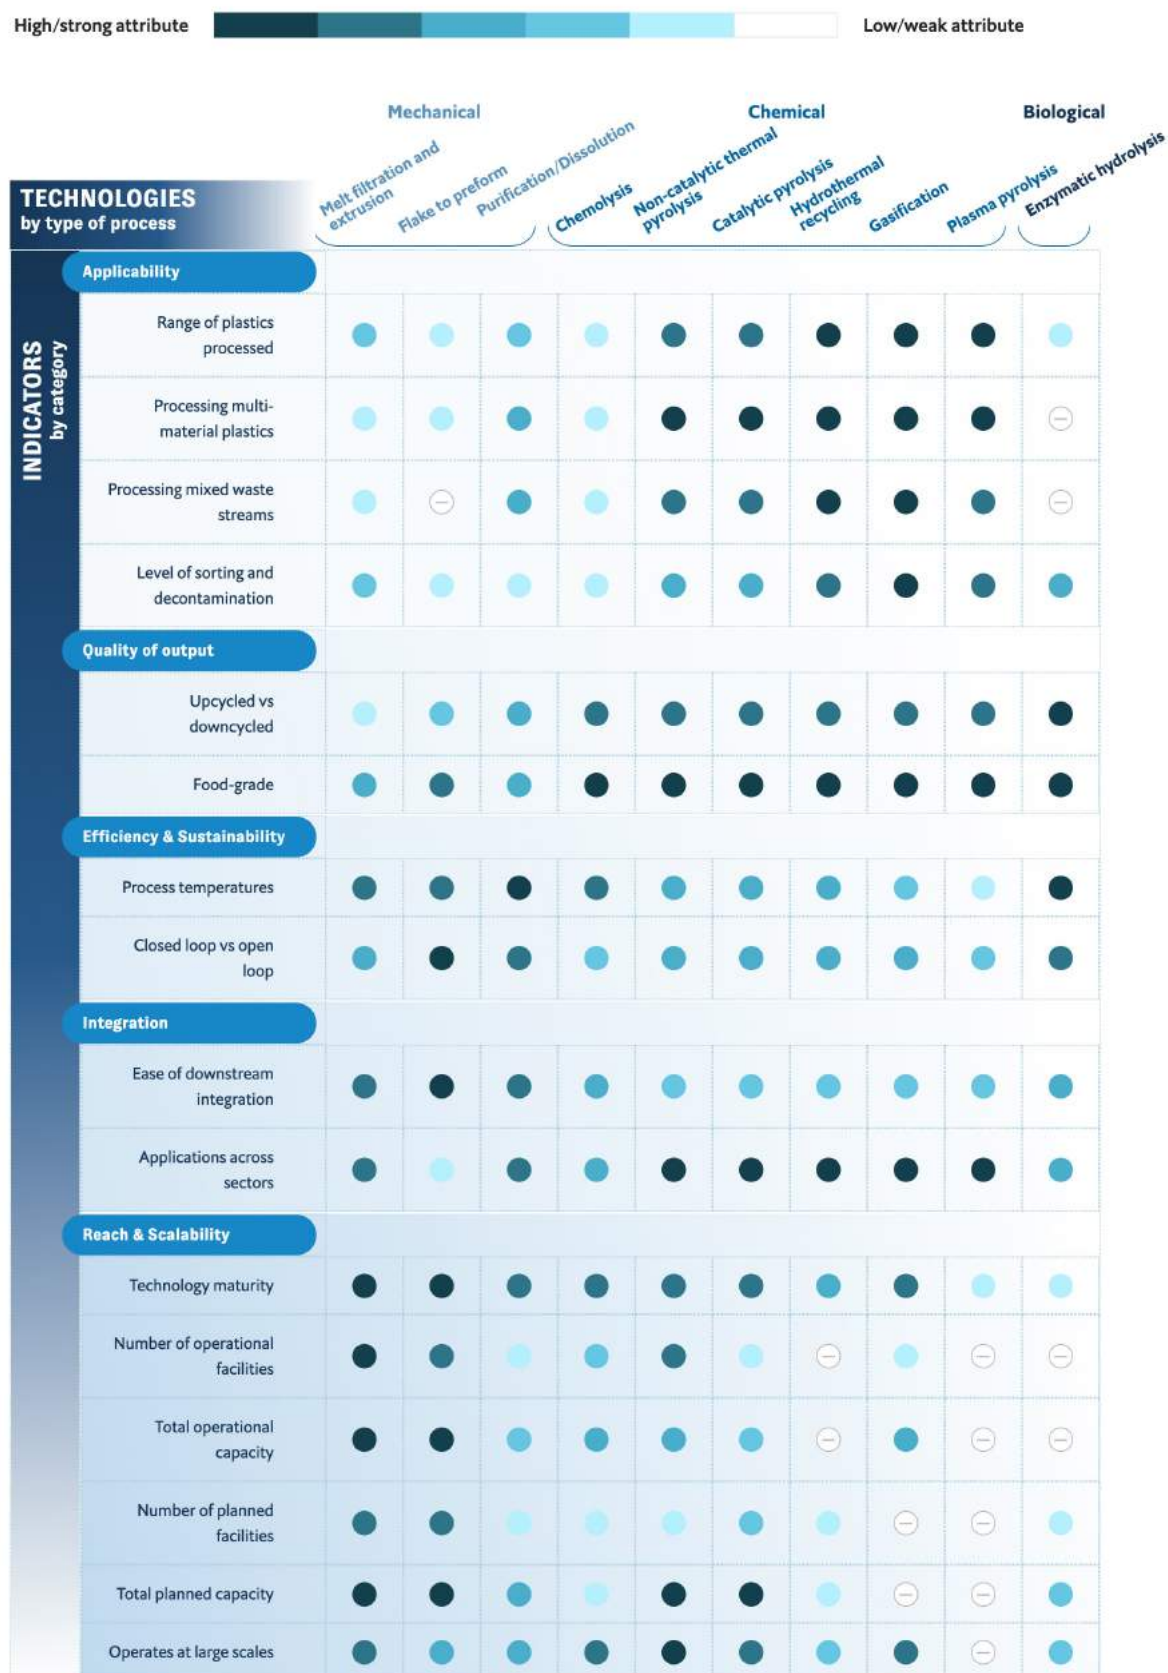 High/strong attribute
Low/weak attribute
Mechanical
Chemical
Biological
Melt filtration and
extrusion
Flake to preform
Purification/Dissolution
Chemolysis
Non-catalytic thermal
pyrolysis
Catalytic pyrolysis
Hydrothermal
recycling
Gasification
Plasma pyrolysis
Enzymatic hydrolysis
TECHNOLOGIES
by type of process
INDICATORS
by category
Applicability
Range of plastics
processed
Processing multi-
material plastics
Processing mixed waste
streams
Level of sorting and
decontamination
Quality of output
Upcycled vs
downcycled
Food-grade
Efficiency & Sustainability
Process temperatures
Closed loop vs open
loop
Integration
Ease of downstream
integration
Applications across
sectors
Reach & Scalability
Technology maturity
Number of operational
facilities
Total operational
capacity
Number of planned
facilities
Total planned capacity
Operates at large scales